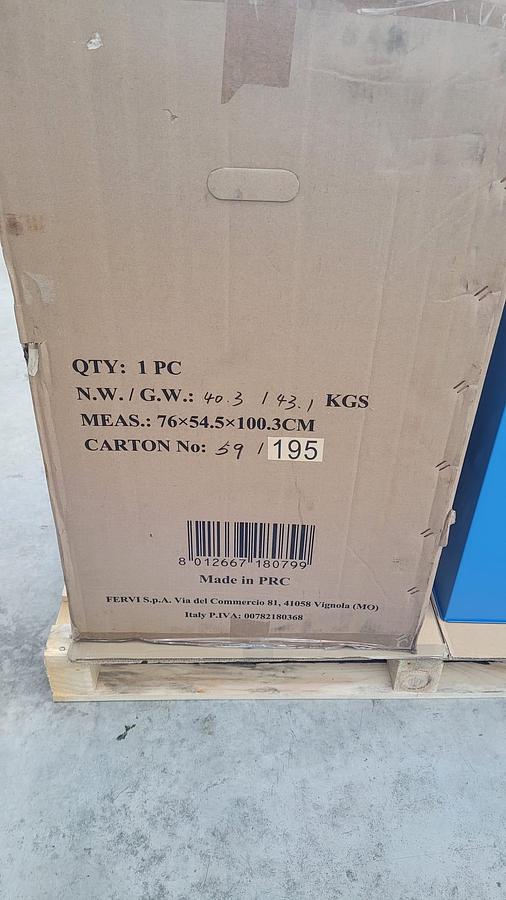 QTY: 1 PC
N.W. / G.W.: 40.3 / 43.1 KGS
MEAS.: 76×54.5×100.3CM
CARTON No: 59 / 195
8 012667 180799
Made in PRC
FERVI S.p.A. Via del Commercio 81, 41058 Vignola (MO)
Italy P.IVA: 00782180368